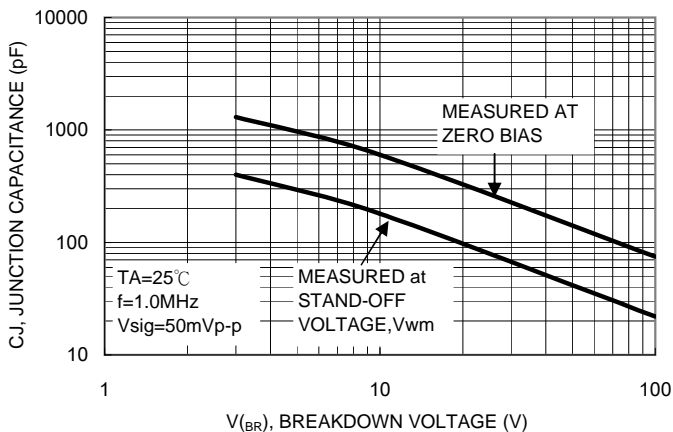 10000
1000
100
10
CJ, JUNCTION CAPACITANCE (pF)
MEASURED AT
ZERO BIAS
TA=25℃
f=1.0MHz
Vsig=50mVp-p
MEASURED at
STAND-OFF
VOLTAGE,Vwm
1
10
100
V(BR), BREAKDOWN VOLTAGE (V)